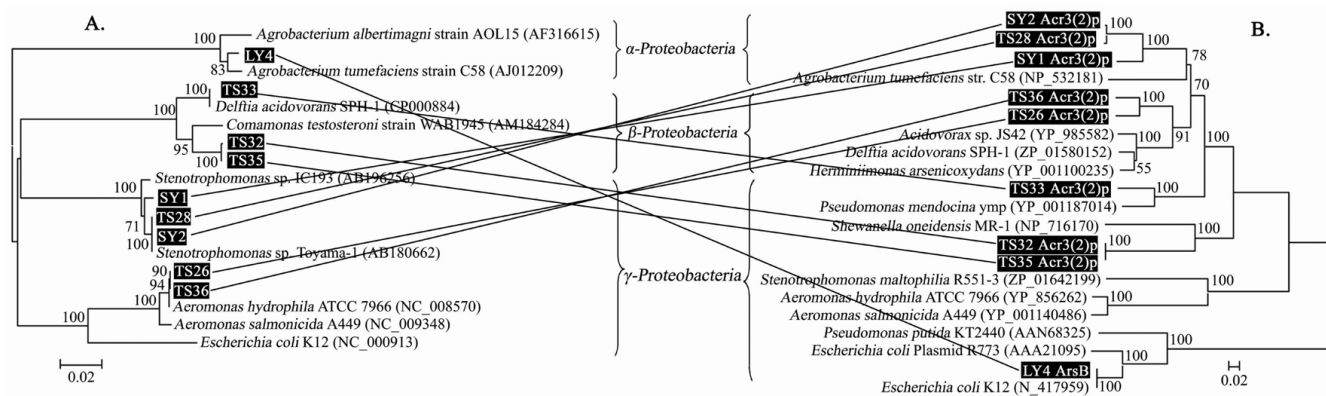 A.
Agrobacterium albertimagni strain AOL15 (AF316615)
LY4
Agrobacterium tumefaciens strain C58 (AJ012209)
TS33
Delftia acidovorans SPH-1 (CP000884)
Comamonas testosteroni strain WAB1945 (AM184284)
TS32
TS35
Stenotrophomonas sp. IC193 (AB196256)
SY1
TS28
SY2
Stenotrophomonas sp. Toyama-1 (AB180662)
TS26
TS36
Aeromonas hydrophila ATCC 7966 (NC_008570)
Aeromonas salmonicida A449 (NC_009348)
Escherichia coli K12 (NC_000913)
100
83
100
100
95
100
100
71
100
90
94
100
100
0.02
α-Proteobacteria
β-Proteobacteria
γ-Proteobacteria
B.
SY2 Acr3(2)p
TS28 Acr3(2)p
SY1 Acr3(2)p
Agrobacterium tumefaciens str. C58 (NP_532181)
TS36 Acr3(2)p
TS26 Acr3(2)p
Acidovorax sp. JS42 (YP_985582)
Delftia acidovorans SPH-1 (ZP_01580152)
Herminiimonas arsenicoxydans (YP_001100235)
TS33 Acr3(2)p
Pseudomonas mendocina ymp (YP_001187014)
Shewanella oneidensis MR-1 (NP_716170)
TS32 Acr3(2)p
TS35 Acr3(2)p
Stenotrophomonas maltophilia R551-3 (ZP_01642199)
Aeromonas hydrophila ATCC 7966 (YP_856262)
Aeromonas salmonicida A449 (YP_001140486)
Pseudomonas putida KT2440 (AAN68325)
Escherichia coli Plasmid R773 (AAA21095)
LY4 ArsB
Escherichia coli K12 (N_417959)
100
100
78
70
100
100
91
100
55
100
100
100
100
100
100
100
100
100
0.02